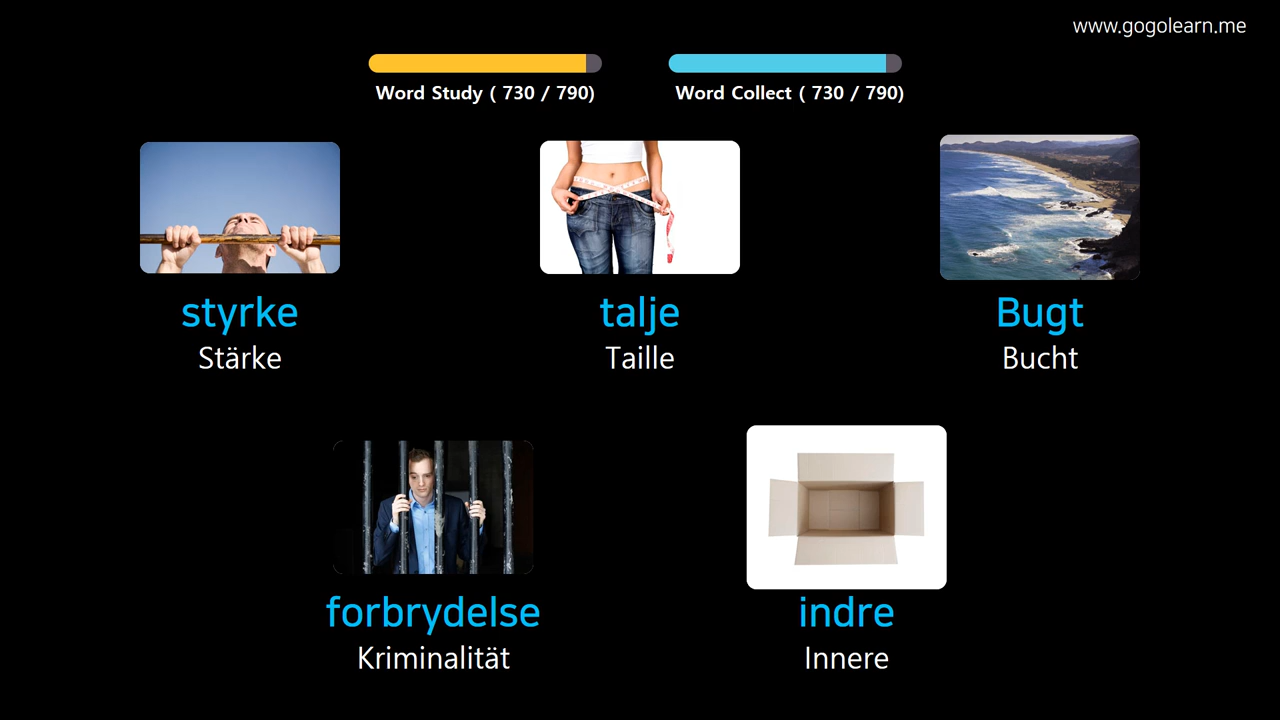 www.gogolearn.me
Word Study ( 730 / 790)
Word Collect ( 730 / 790)
styrke
Stärke
talje
Taille
Bugt
Bucht
forbrydelse
Kriminalität
indre
Innere